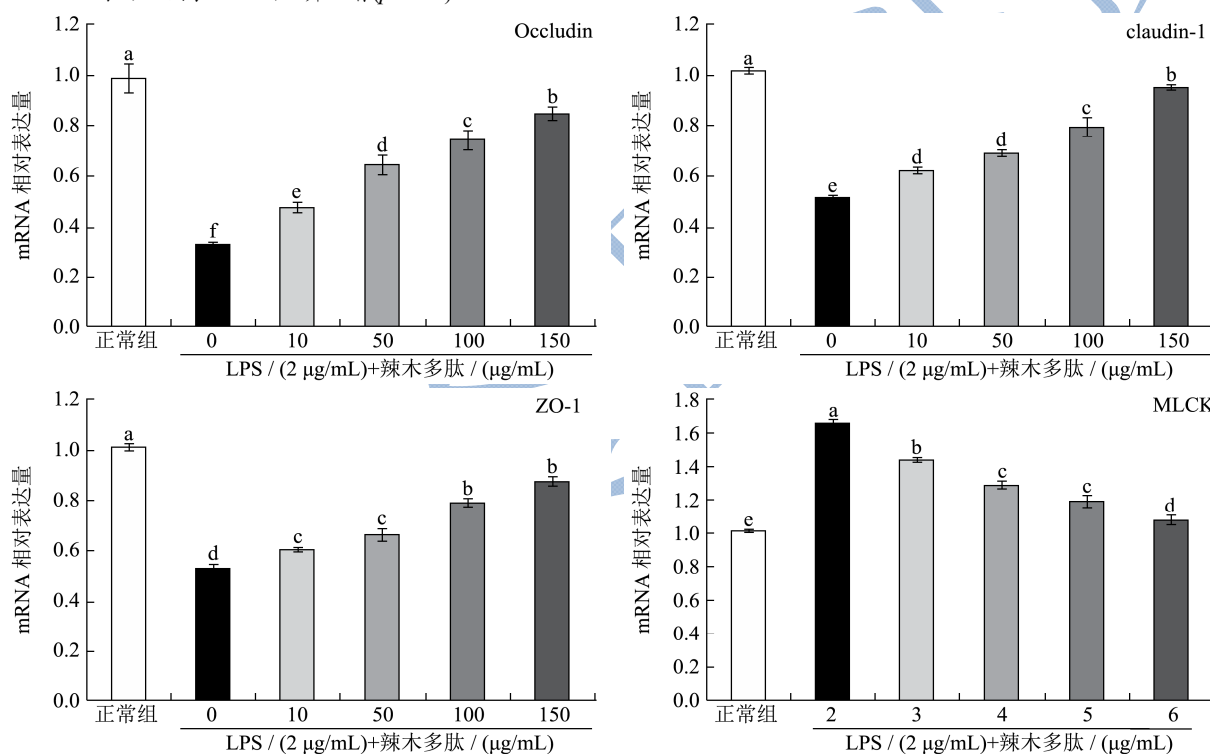 Occludin
1.2
1.0
0.8
0.6
0.4
0.2
0.0
mRNA 相对表达量
a
f
e
d
c
b
正常组 0 10 50 100 150
LPS / (2 μg/mL)+辣木多肽 / (μg/mL)
claudin-1
1.2
1.0
0.8
0.6
0.4
0.2
0.0
mRNA 相对表达量
a
e
d
d
c
b
正常组 0 10 50 100 150
LPS / (2 μg/mL)+辣木多肽 / (μg/mL)
ZO-1
1.2
1.0
0.8
0.6
0.4
0.2
0.0
mRNA 相对表达量
a
d
c
c
b
b
正常组 0 10 50 100 150
LPS / (2 μg/mL)+辣木多肽 / (μg/mL)
MLCK
1.8
1.6
1.4
1.2
1.0
0.8
0.6
0.4
0.2
0.0
mRNA 相对表达量
e
a
b
c
c
d
正常组 2 3 4 5 6
LPS / (2 μg/mL)+辣木多肽 / (μg/mL)